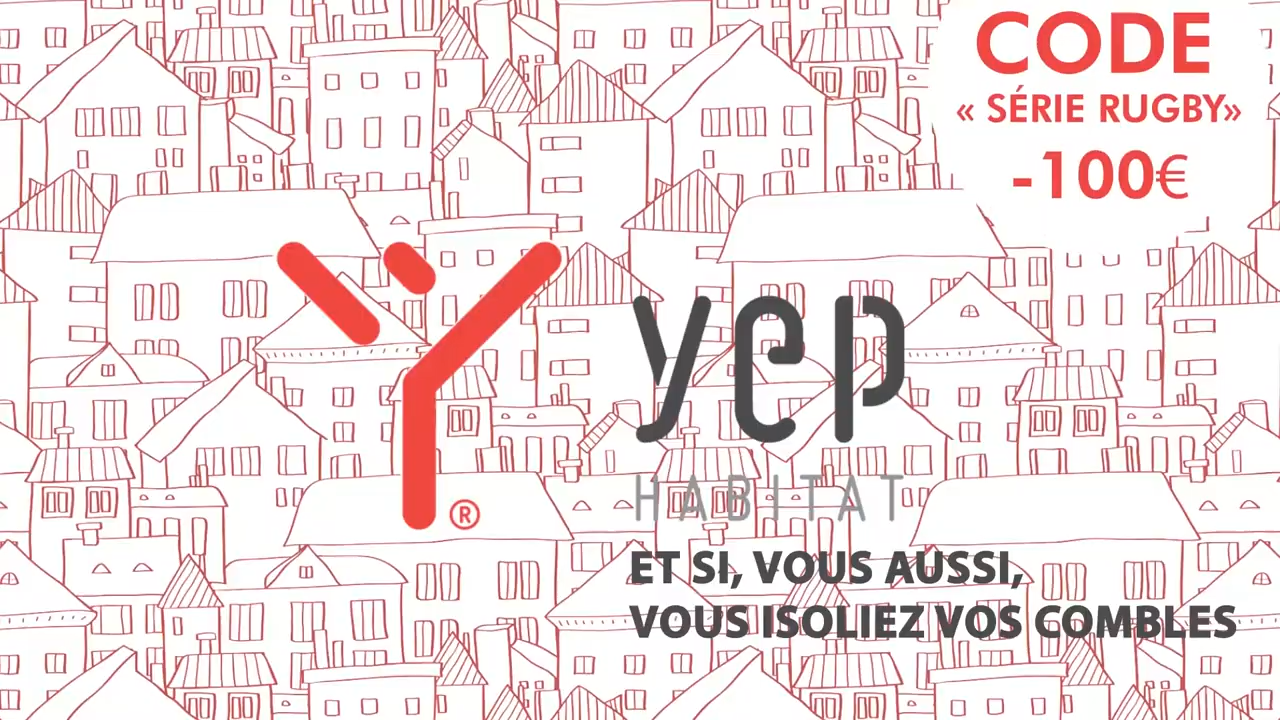 CODE
« SÉRIE RUGBY»
-100€
yep
HABITAT
®
ET SI, VOUS AUSSI,
VOUS ISOLIEZ VOS COMBLES